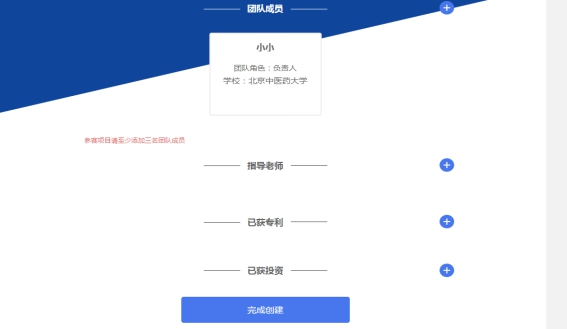 团队成员
小小
团队角色：负责人
学校：北京中医药大学
参赛项目请至少添加三名团队成员
指导老师
已获专利
已获投资
完成创建